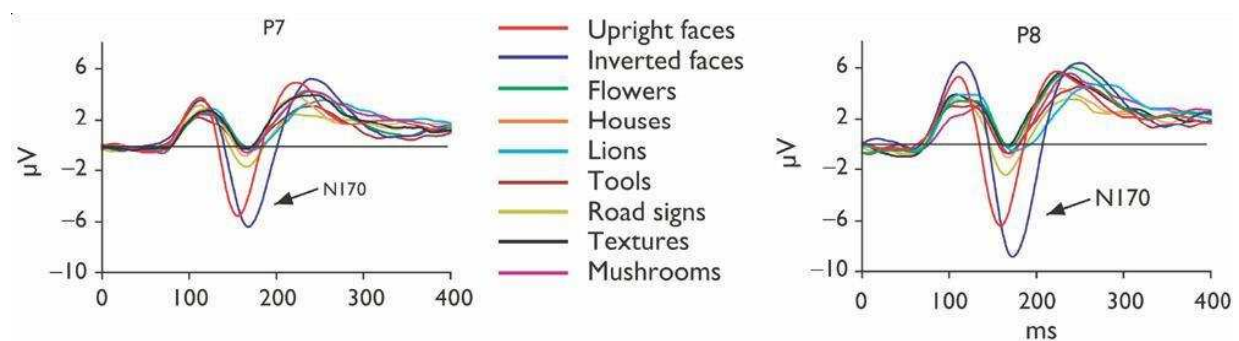 P7
6
2
−2
−6
−10
µV
N170
0 100 200 300 400
Upright faces
Inverted faces
Flowers
Houses
Lions
Tools
Road signs
Textures
Mushrooms
P8
6
2
−2
−6
−10
µV
N170
0 100 200 300 400
ms